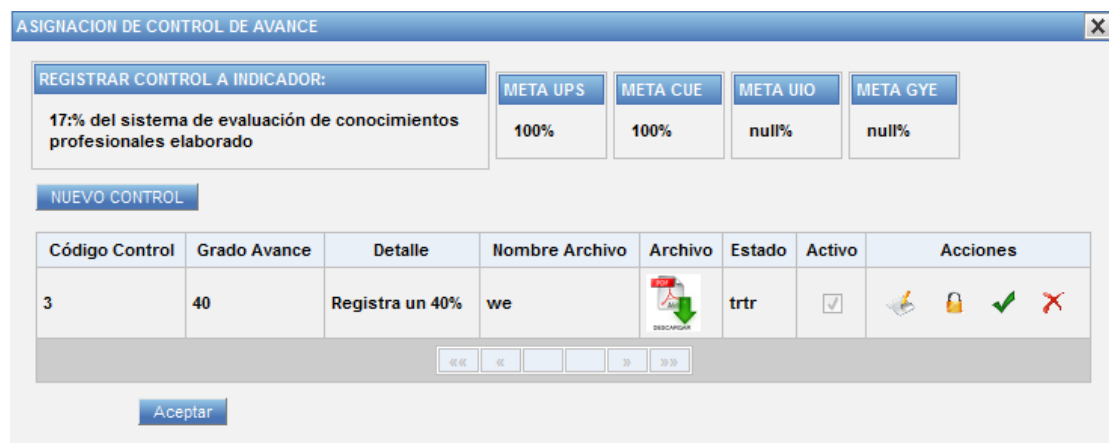 ASIGNACION DE CONTROL DE AVANCE
REGISTRAR CONTROL A INDICADOR:
17:% del sistema de evaluación de conocimientos
profesionales elaborado
META UPS
100%
META CUE
100%
META UIO
null%
META GYE
null%
NUEVO CONTROL
Código Control Grado Avance Detalle Nombre Archivo Archivo Estado Activo Acciones
3 40 Registra un 40% we trtr
PDF
DESCARGAR
«« « » »»
Aceptar